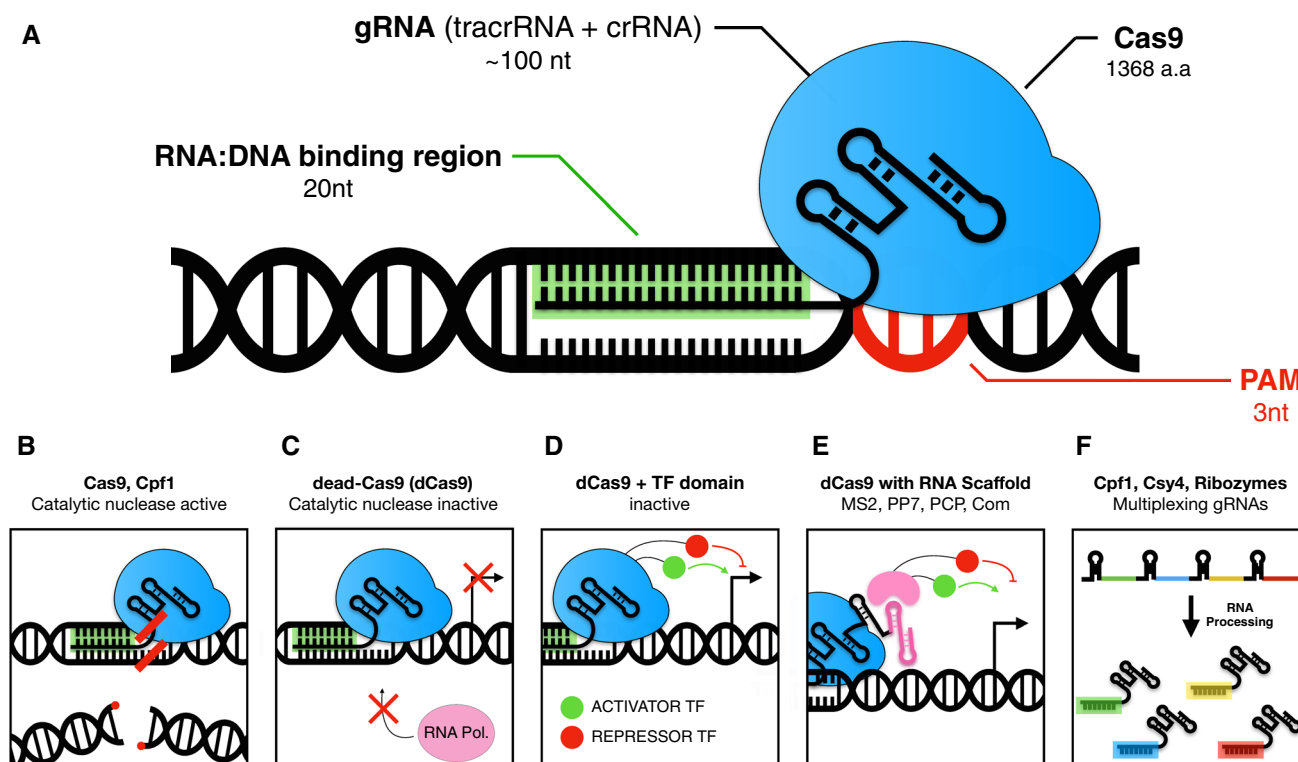 A
gRNA (tracrRNA + crRNA)
~100 nt
Cas9
1368 a.a
RNA:DNA binding region
20nt
PAM
3nt
B
Cas9, Cpf1
Catalytic nuclease active
C
dead-Cas9 (dCas9)
Catalytic nuclease inactive
RNA Pol.
D
dCas9 + TF domain
inactive
ACTIVATOR TF
REPRESSOR TF
E
dCas9 with RNA Scaffold
MS2, PP7, PCP, Com
F
Cpf1, Csy4, Ribozymes
Multiplexing gRNAs
RNA
Processing